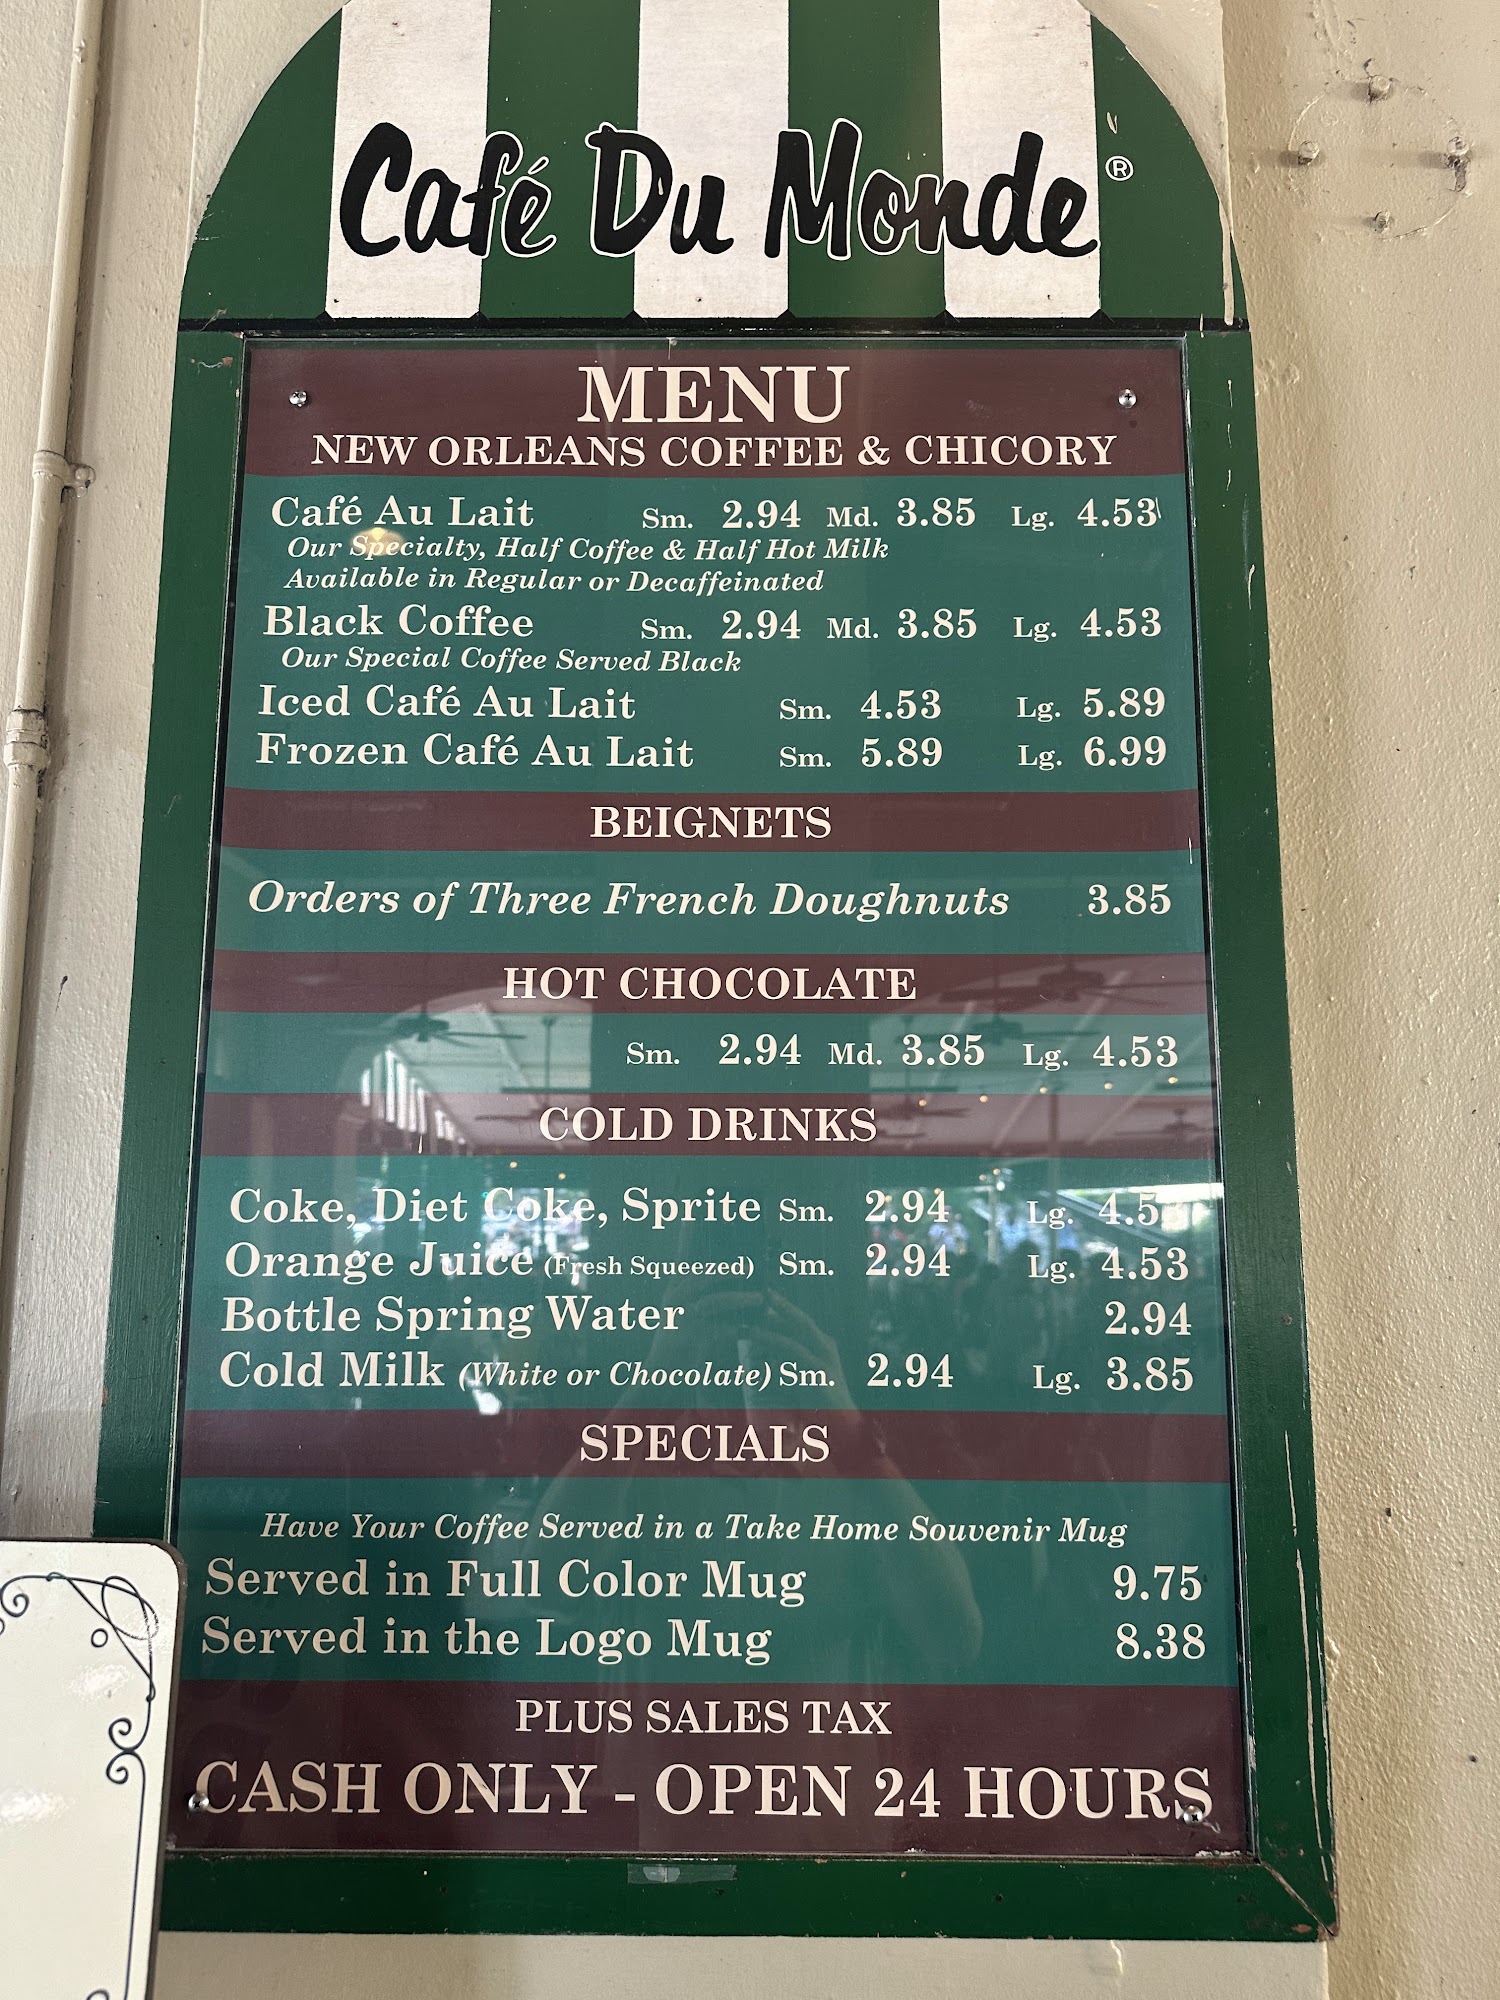 Café Du Monde®
MENU
NEW ORLEANS COFFEE & CHICORY
Café Au Lait Sm. 2.94 Md. 3.85 Lg. 4.53
Our Specialty, Half Coffee & Half Hot Milk
Available in Regular or Decaffeinated
Black Coffee Sm. 2.94 Md. 3.85 Lg. 4.53
Our Special Coffee Served Black
Iced Café Au Lait Sm. 4.53 Lg. 5.89
Frozen Café Au Lait Sm. 5.89 Lg. 6.99
BEIGNETS
Orders of Three French Doughnuts 3.85
HOT CHOCOLATE
Sm. 2.94 Md. 3.85 Lg. 4.53
COLD DRINKS
Coke, Diet Coke, Sprite Sm. 2.94 Lg. 4.53
Orange Juice (Fresh Squeezed) Sm. 2.94 Lg. 4.53
Bottle Spring Water 2.94
Cold Milk (White or Chocolate) Sm. 2.94 Lg. 3.85
SPECIALS
Have Your Coffee Served in a Take Home Souvenir Mug
Served in Full Color Mug 9.75
Served in the Logo Mug 8.38
PLUS SALES TAX
CASH ONLY - OPEN 24 HOURS